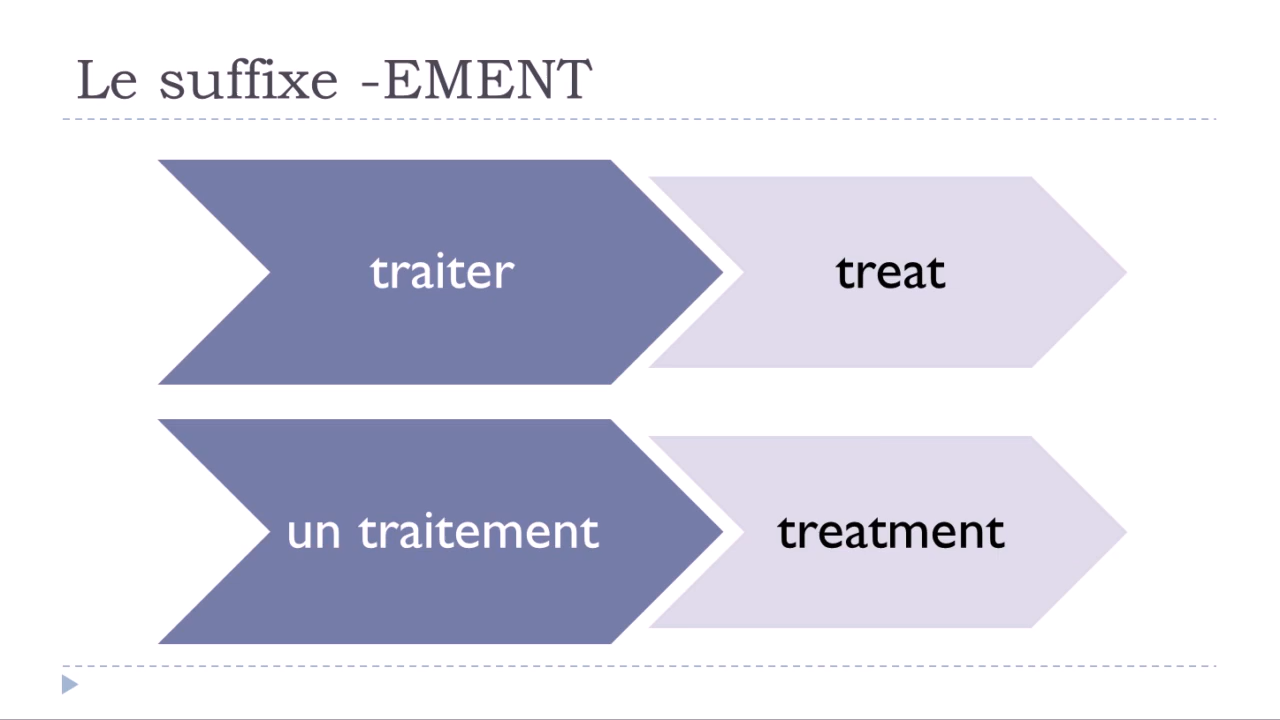 Le suffixe -EMENT
traiter
treat
un traitement
treatment